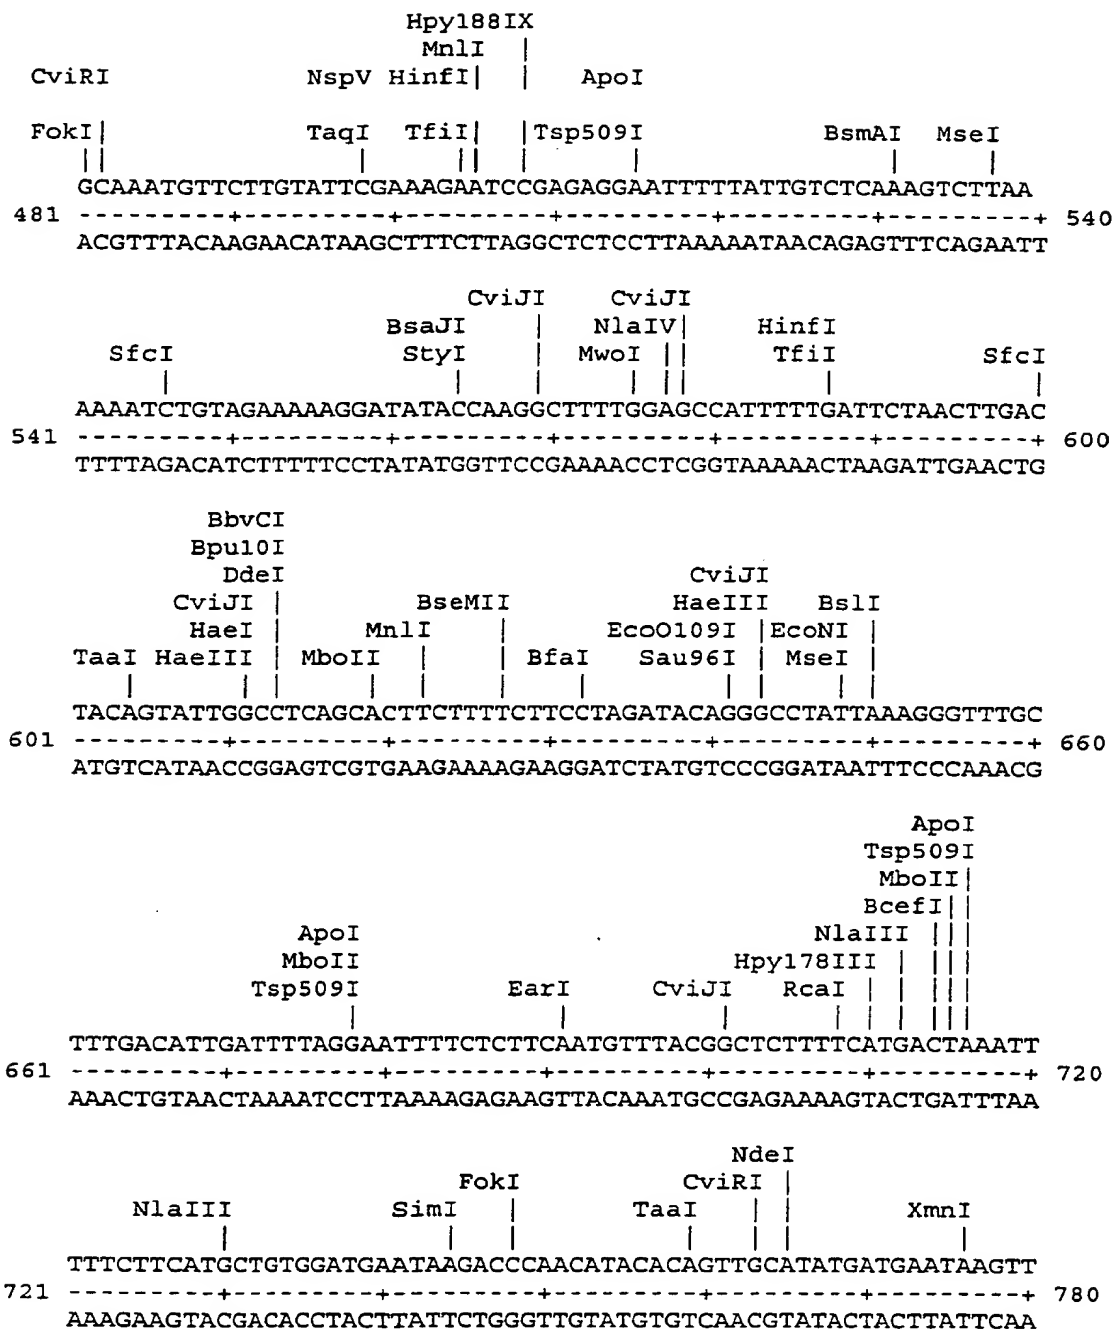 Hpy188IX
MnlI
CviRI NspV HinfI ApoI
FokI TaqI TfiI Tsp509I BsmAI MseI
GCAAATGTTCTTGTATTCGAAAGAATCCGAGAGGAATTTTTATTGTCTCAAAGTCTTAA
481 ---------+---------+---------+---------+---------+---------+ 540
ACGTTTACAAGAACATAAGCTTTCTTAGGCTCTCCTTAAAAATAACAGAGTTTCAGAATT
CviJI CviJI
BsaJI NlaIV HinfI
SfcI StyI MwoI TfiI SfcI
AAAATCTGTAGAAAAAGGATATACCAAGGCTTTTGGAGCCATTTTTGATTCTAACTTGAC
541 ---------+---------+---------+---------+---------+---------+ 600
TTTTAGACATCTTTTTCCTATATGGTTCCGAAAACCTCGGTAAAAACTAAGATTGAACTG
BbvCI
Bpu10I
DdeI CviJI
CviJI BseMII HaeIII BslI
HaeI MnlI EcoO109I EcoNI
TaaI HaeIII MboII BfaI Sau96I MseI
TACAGTATTGGCCTCAGCACTTCTTTTCTTCCTAGATACAGGGCCTATTAAAGGGTTTGC
601 ---------+---------+---------+---------+---------+---------+ 660
ATGTCATAACCGGAGTCGTGAAGAAAAGAAGGATCTATGTCCCGGATAATTTCCCAAACG
ApoI
Tsp509I
MboII
BcefI
ApoI NlaIII
MboII Hpy178III
Tsp509I EarI CviJI RcaI
TTTGACATTGATTTTAGGAATTTTCTCTTCAATGTTTACGGCTCTTTTCATGACTAAATT
661 ---------+---------+---------+---------+---------+---------+ 720
AAACTGTAACTAAAATCCTTAAAAGAGAAGTTACAAATGCCGAGAAAAGTACTGATTTAA
NdeI
FokI CviRI
NlaIII SimI TaaI XmnI
TTTCTTCATGCTGTGGATGAATAAGACCCAACATACACAGTTGCATATGATGAATAAGTT
721 ---------+---------+---------+---------+---------+---------+ 780
AAAGAAGTACGACACCTACTTATTCTGGGTTGTATGTGTCAACGTATACTACTTATTCAA